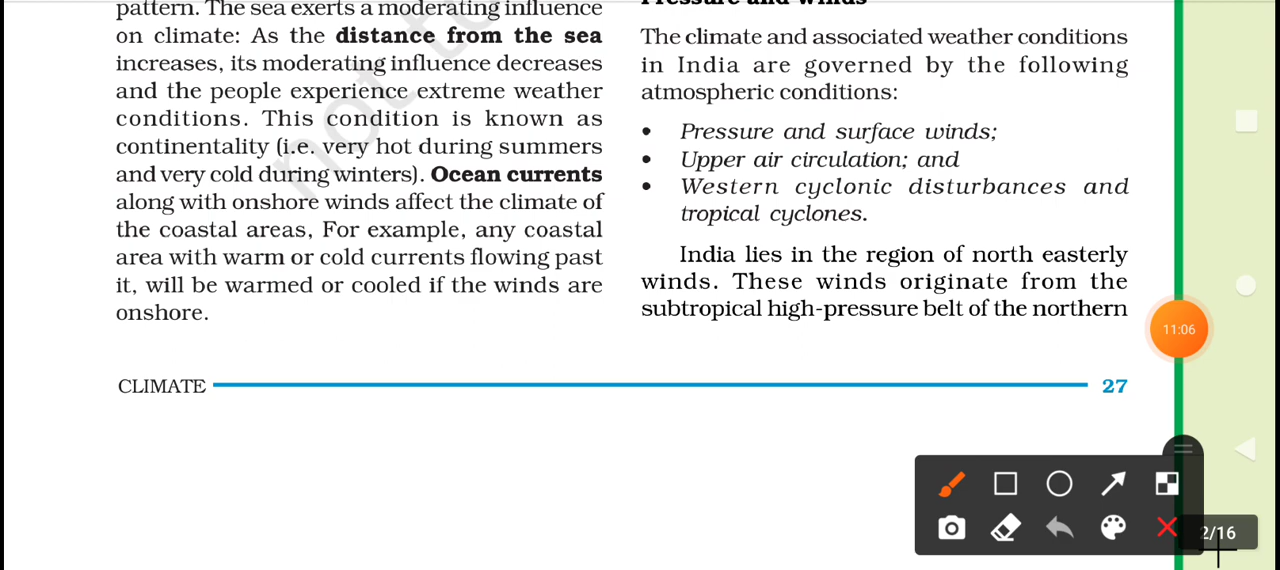 pattern. The sea exerts a moderating influence
on climate: As the distance from the sea
increases, its moderating influence decreases
and the people experience extreme weather
conditions. This condition is known as
continentality (i.e. very hot during summers
and very cold during winters). Ocean currents
along with onshore winds affect the climate of
the coastal areas, For example, any coastal
area with warm or cold currents flowing past
it, will be warmed or cooled if the winds are
onshore.
Pressure and Winds
The climate and associated weather conditions
in India are governed by the following
atmospheric conditions:
• Pressure and surface winds;
• Upper air circulation; and
• Western cyclonic disturbances and
tropical cyclones.
India lies in the region of north easterly
winds. These winds originate from the
subtropical high-pressure belt of the northern
not to
CLIMATE 27
11:06
2/16